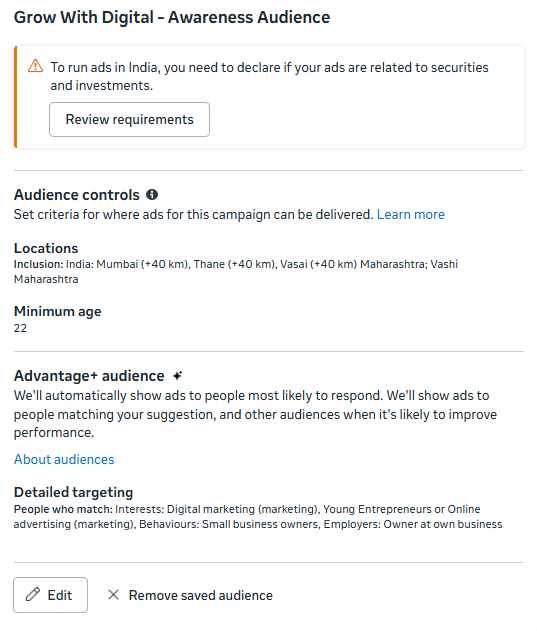 Grow With Digital - Awareness Audience
To run ads in India, you need to declare if your ads are related to securities
and investments.
Review requirements
Audience controls
Set criteria for where ads for this campaign can be delivered. Learn more
Locations
Inclusion: India: Mumbai (+40 km), Thane (+40 km), Vasai (+40 km) Maharashtra; Vashi
Maharashtra
Minimum age
22
Advantage+ audience
We'll automatically show ads to people most likely to respond. We'll show ads to
people matching your suggestion, and other audiences when it's likely to improve
performance.
About audiences
Detailed targeting
People who match: Interests: Digital marketing (marketing), Young Entrepreneurs or Online
advertising (marketing), Behaviours: Small business owners, Employers: Owner at own business
Edit
Remove saved audience